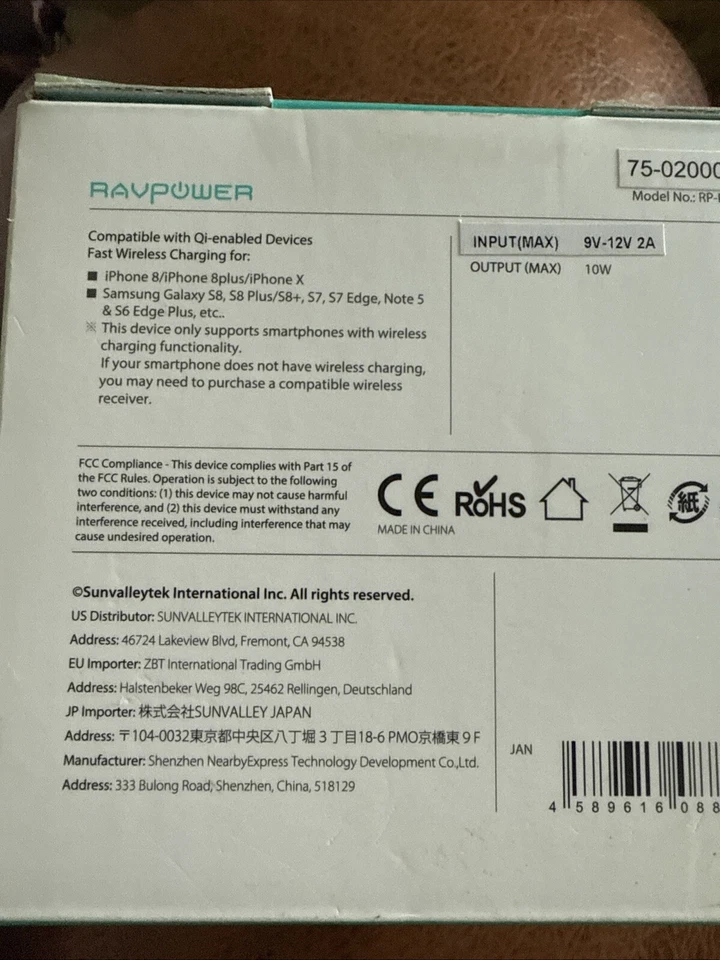 RAVPOWER
75-02000
Model No.: RP-
Compatible with Qi-enabled Devices
Fast Wireless Charging for:
■ iPhone 8/iPhone 8plus/iPhone X
■ Samsung Galaxy S8, S8 Plus/S8+, S7, S7 Edge, Note 5
& S6 Edge Plus, etc..
※ This device only supports smartphones with wireless
charging functionality.
If your smartphone does not have wireless charging,
you may need to purchase a compatible wireless
receiver.
INPUT(MAX) 9V-12V 2A
OUTPUT (MAX) 10W
FCC Compliance - This device complies with Part 15 of
the FCC Rules. Operation is subject to the following
two conditions: (1) this device may not cause harmful
interference, and (2) this device must withstand any
interference received, including interference that may
cause undesired operation.
CE RoHS 紙
MADE IN CHINA
©Sunvalleytek International Inc. All rights reserved.
US Distributor: SUNVALLEYTEK INTERNATIONAL INC.
Address: 46724 Lakeview Blvd, Fremont, CA 94538
EU Importer: ZBT International Trading GmbH
Address: Halstenbeker Weg 98C, 25462 Rellingen, Deutschland
JP Importer: 株式会社SUNVALLEY JAPAN
Address: 〒104-0032東京都中央区八丁堀3丁目18-6 PMO京橋東9F
Manufacturer: Shenzhen NearbyExpress Technology Development Co.,Ltd.
Address: 333 Bulong Road, Shenzhen, China, 518129
JAN
4 589616 088